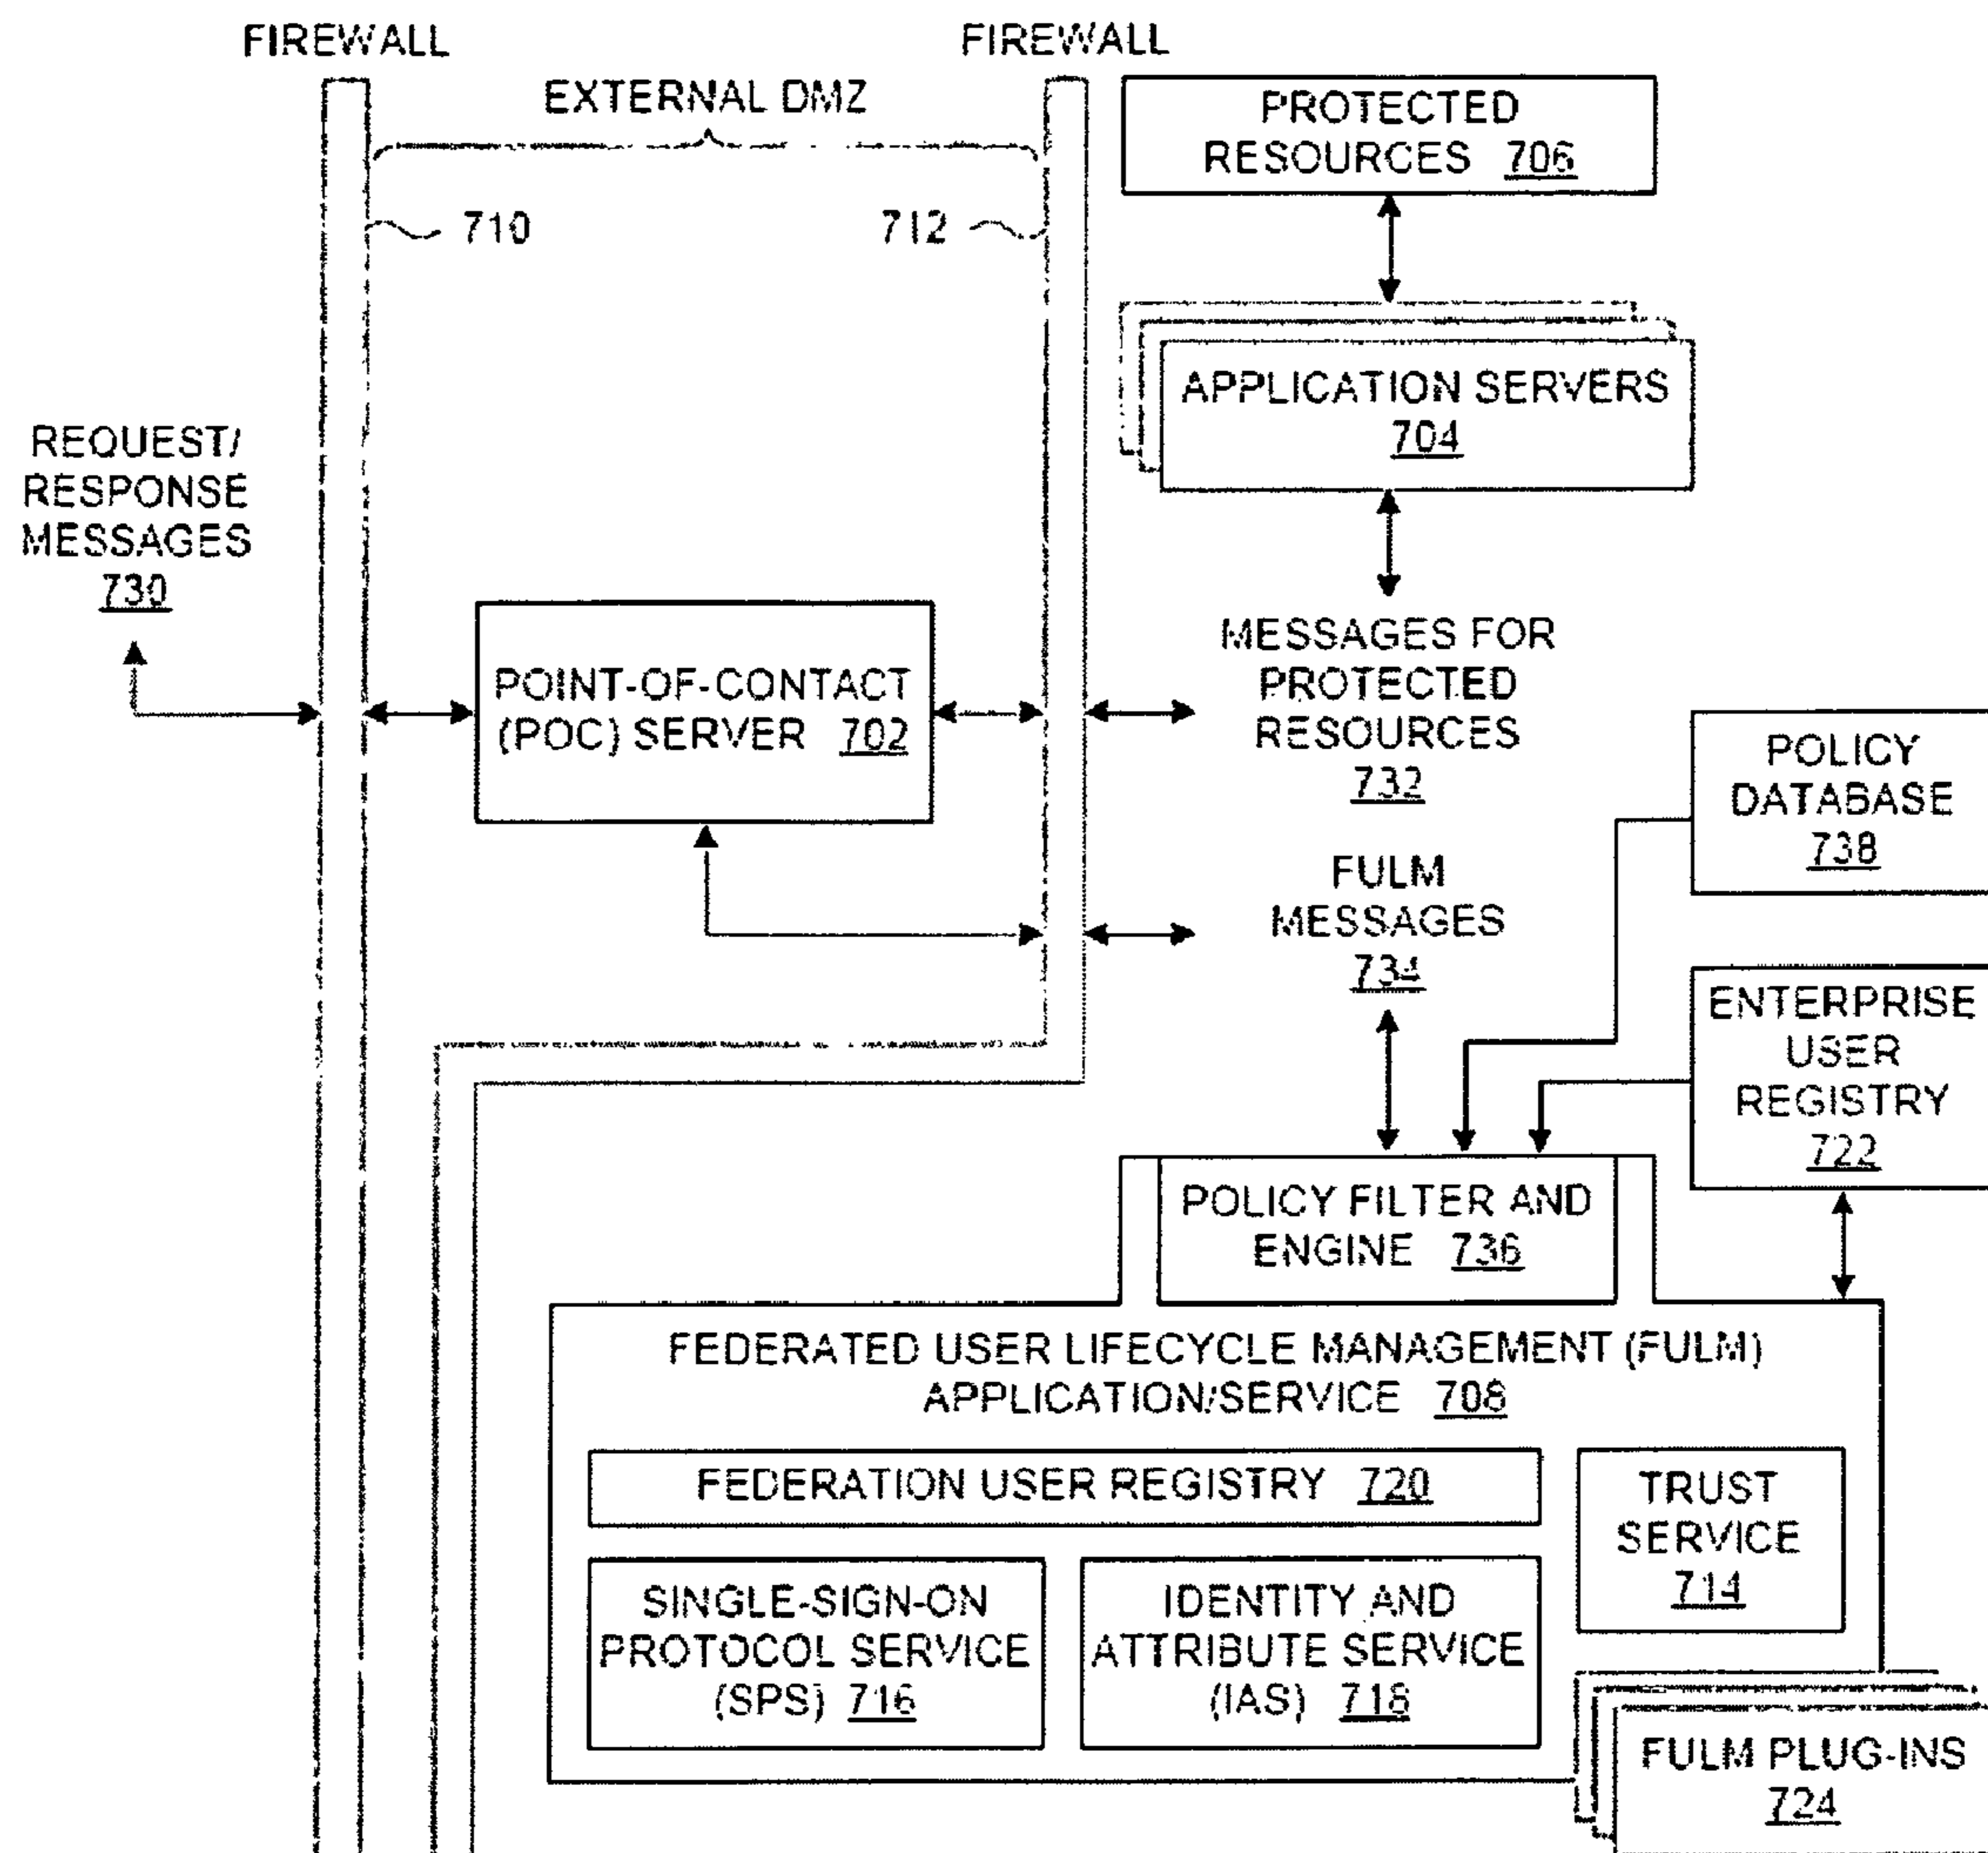 FIREWALL
FIREWALL
EXTERNAL DMZ
710
712
PROTECTED
RESOURCES 706
APPLICATION SERVERS
704
REQUEST/
RESPONSE
MESSAGES
730
POINT-OF-CONTACT
(POC) SERVER 702
MESSAGES FOR
PROTECTED
RESOURCES
732
POLICY
DATABASE
738
FULM
MESSAGES
734
ENTERPRISE
USER
REGISTRY
722
POLICY FILTER AND
ENGINE 736
FEDERATED USER LIFECYCLE MANAGEMENT (FULM)
APPLICATION/SERVICE 708
FEDERATION USER REGISTRY 720
TRUST
SERVICE
714
SINGLE-SIGN-ON
PROTOCOL SERVICE
(SPS) 716
IDENTITY AND
ATTRIBUTE SERVICE
(IAS) 718
FULM PLUG-INS
724